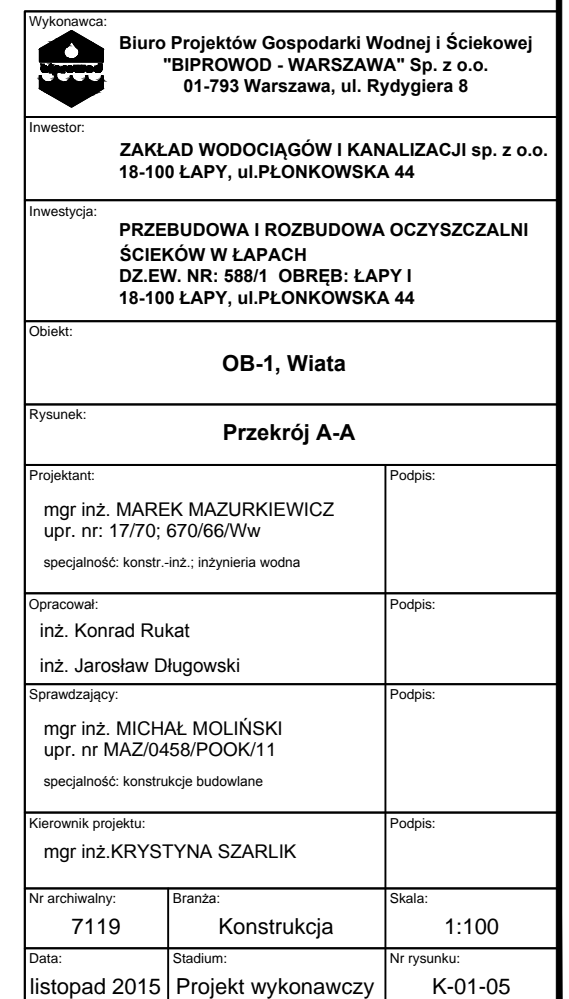 Wykonawca:
Biuro Projektów Gospodarki Wodnej i Ściekowej
"BIPROWOD - WARSZAWA" Sp. z o.o.
01-793 Warszawa, ul. Rydygiera 8
Inwestor:
ZAKŁAD WODOCIĄGÓW I KANALIZACJI sp. z o.o.
18-100 ŁAPY, ul.PŁONKOWSKA 44
Inwestycja:
PRZEBUDOWA I ROZBUDOWA OCZYSZCZALNI
ŚCIEKÓW W ŁAPACH
DZ.EW. NR: 588/1 OBRĘB: ŁAPY I
18-100 ŁAPY, ul.PŁONKOWSKA 44
Obiekt:
OB-1, Wiata
Rysunek:
Przekrój A-A
Projektant: Podpis:
mgr inż. MAREK MAZURKIEWICZ
upr. nr: 17/70; 670/66/Ww
specjalność: konstr.-inż.; inżynieria wodna
Opracował: Podpis:
inż. Konrad Rukat
inż. Jarosław Długowski
Sprawdzający: Podpis:
mgr inż. MICHAŁ MOLIŃSKI
upr. nr MAZ/0458/POOK/11
specjalność: konstrukcje budowlane
Kierownik projektu: Podpis:
mgr inż.KRYSTYNA SZARLIK
Nr archiwalny: Branża: Skala:
7119 Konstrukcja 1:100
Data: Stadium: Nr rysunku:
listopad 2015 Projekt wykonawczy K-01-05